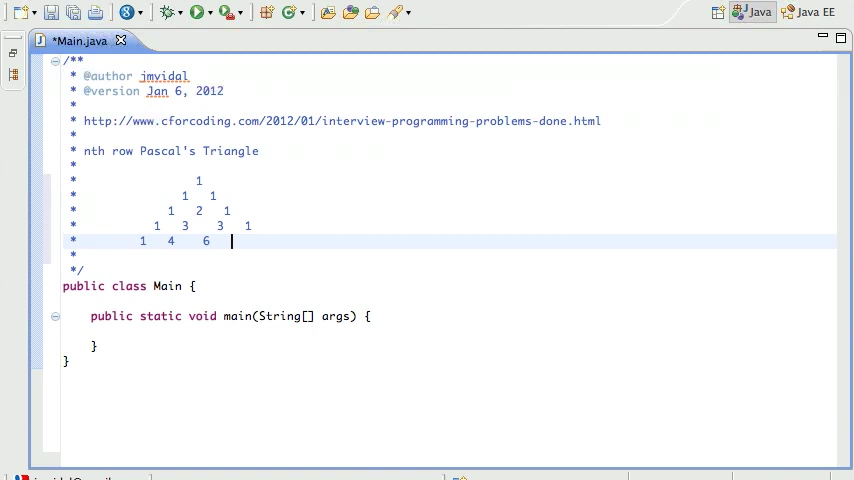 Java
Java EE
*Main.java
/**
* @author jmvidal
* @version Jan 6, 2012
*
* http://www.cforcoding.com/2012/01/interview-programming-problems-done.html
*
* nth row Pascal's Triangle
*
* 1
* 1 1
* 1 2 1
* 1 3 3 1
* 1 4 6
*
*/
public class Main {
public static void main(String[] args) {
}
}